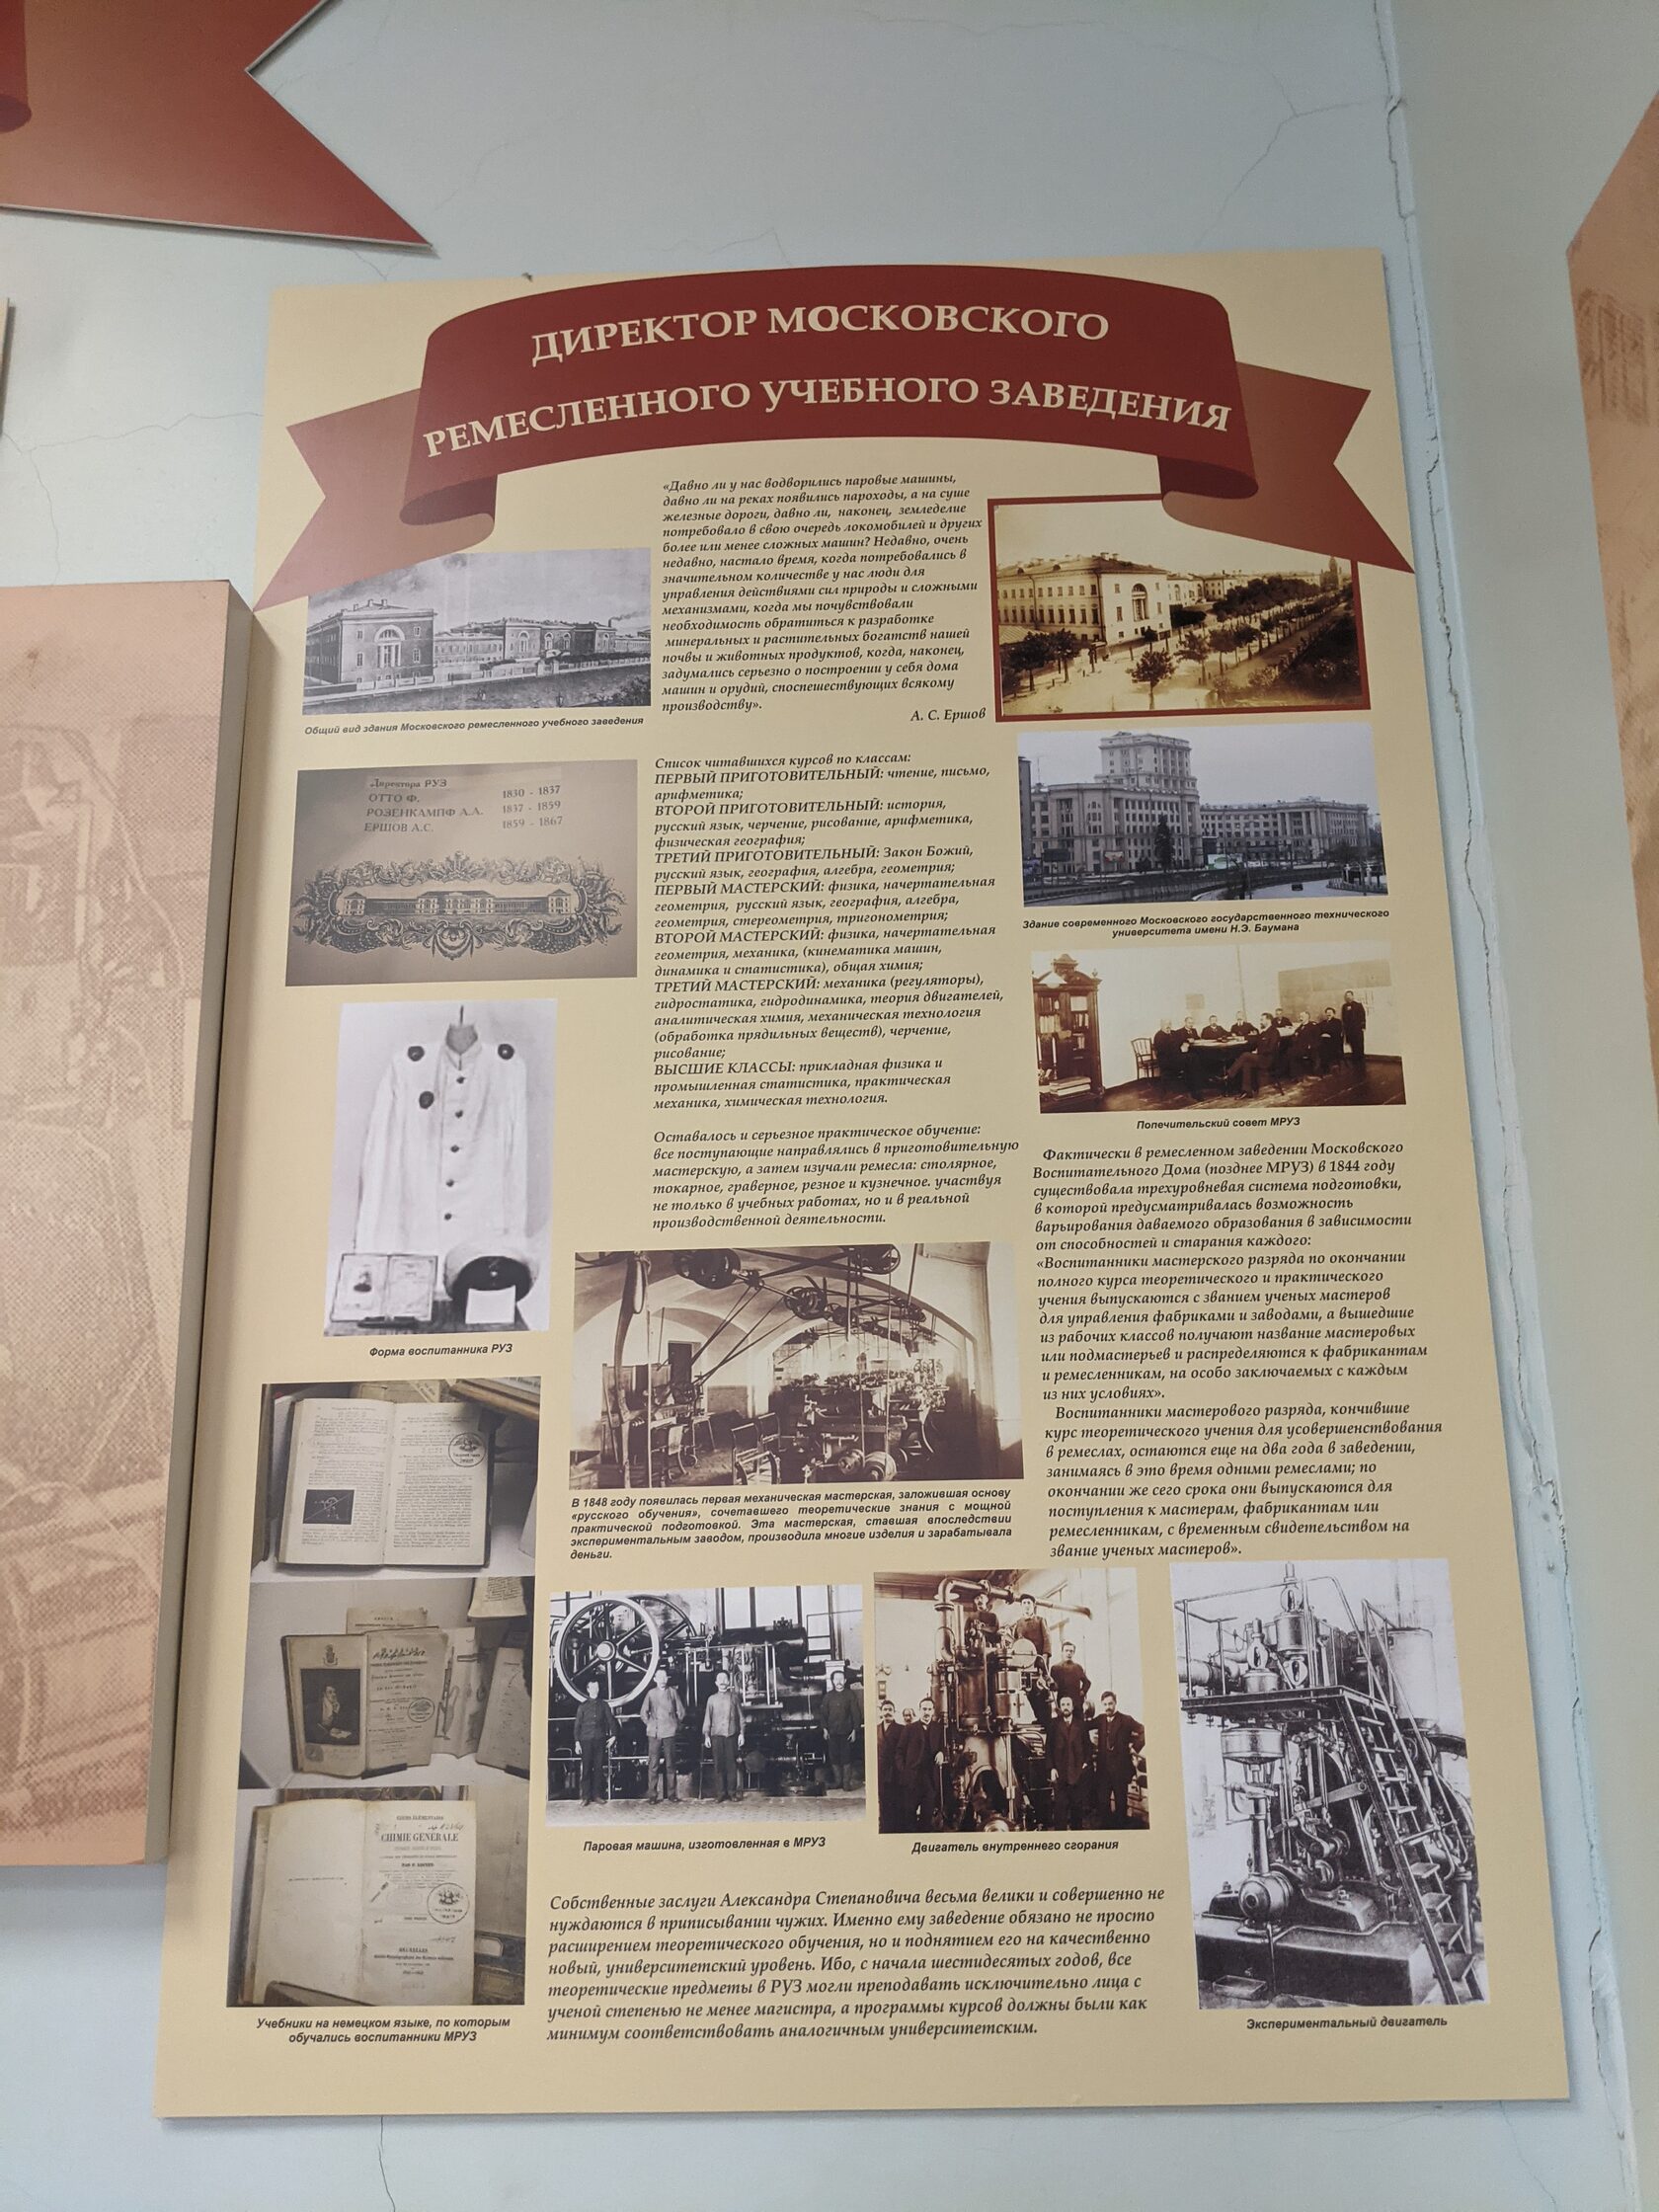 ДИРЕКТОР МОСКОВСКОГО
РЕМЕСЛЕННОГО УЧЕБНОГО ЗАВЕДЕНИЯ
«Давно ли у нас водворились паровые машины,
давно ли на реках появились пароходы, а на суше
железные дороги, давно ли, наконец, земледелие
потребовало в свою очередь локомобилей и других
более или менее сложных машин? Недавно, очень
недавно, настало время, когда потребовались в
значительном количестве у нас люди для
управления действиями сил природы и сложными
механизмами, когда мы почувствовали
необходимость обратиться к разработке
минеральных и растительных богатств нашей
почвы и животных продуктов, когда, наконец,
задумались серьезно о построении у себя дома
машин и орудий, споспешествующих всякому
производству».
А. С. Ершов
Общий вид здания Московского ремесленного учебного заведения
Директора РУЗ
ОТТО Ф. 1830 - 1837
РОЗЕНКАМПФ А.А. 1837 - 1859
ЕРШОВ А.С. 1859 - 1867
Форма воспитанника РУЗ
CHIMIE GÉNÉRALE
Учебники на немецком языке, по которым
обучались воспитанники МРУЗ
Список читавшихся курсов по классам:
ПЕРВЫЙ ПРИГОТОВИТЕЛЬНЫЙ: чтение, письмо,
арифметика;
ВТОРОЙ ПРИГОТОВИТЕЛЬНЫЙ: история,
русский язык, черчение, рисование, арифметика,
физическая география;
ТРЕТИЙ ПРИГОТОВИТЕЛЬНЫЙ: Закон Божий,
русский язык, география, алгебра, геометрия;
ПЕРВЫЙ МАСТЕРСКИЙ: физика, начертательная
геометрия, русский язык, география, алгебра,
геометрия, стереометрия, тригонометрия;
ВТОРОЙ МАСТЕРСКИЙ: физика, начертательная
геометрия, механика, (кинематика машин,
динамика и статистика), общая химия;
ТРЕТИЙ МАСТЕРСКИЙ: механика (регуляторы),
гидростатика, гидродинамика, теория двигателей,
аналитическая химия, механическая технология
(обработка прядильных веществ), черчение,
рисование;
ВЫСШИЕ КЛАССЫ: прикладная физика и
промышленная статистика, практическая
механика, химическая технология.
Оставалось и серьезное практическое обучение:
все поступающие направлялись в приготовительную
мастерскую, а затем изучали ремесла: столярное,
токарное, граверное, резное и кузнечное. участвуя
не только в учебных работах, но и в реальной
производственной деятельности.
В 1848 году появилась первая механическая мастерская, заложившая основу
«русского обучения», сочетавшего теоретические знания с мощной
практической подготовкой. Эта мастерская, ставшая впоследствии
экспериментальным заводом, производила многие изделия и зарабатывала
деньги.
Здание современного Московского государственного технического
университета имени Н.Э. Баумана
Попечительский совет МРУЗ
Фактически в ремесленном заведении Московского
Воспитательного Дома (позднее МРУЗ) в 1844 году
существовала трехуровневая система подготовки,
в которой предусматривалась возможность
варьирования даваемого образования в зависимости
от способностей и старания каждого:
«Воспитанники мастерского разряда по окончании
полного курса теоретического и практического
учения выпускаются с званием ученых мастеров
для управления фабриками и заводами, а вышедшие
из рабочих классов получают название мастеровых
или подмастерьев и распределяются к фабрикантам
и ремесленникам, на особо заключаемых с каждым
из них условиях».
Воспитанники мастерового разряда, кончившие
курс теоретического учения для усовершенствования
в ремеслах, остаются еще на два года в заведении,
занимаясь в это время одними ремеслами; по
окончании же сего срока они выпускаются для
поступления к мастерам, фабрикантам или
ремесленникам, с временным свидетельством на
звание ученых мастеров».
Паровая машина, изготовленная в МРУЗ
Двигатель внутреннего сгорания
Экспериментальный двигатель
Собственные заслуги Александра Степановича весьма велики и совершенно не
нуждаются в приписывании чужих. Именно ему заведение обязано не просто
расширением теоретического обучения, но и поднятием его на качественно
новый, университетский уровень. Ибо, с начала шестидесятых годов, все
теоретические предметы в РУЗ могли преподавать исключительно лица с
ученой степенью не менее магистра, а программы курсов должны были как
минимум соответствовать аналогичным университетским.